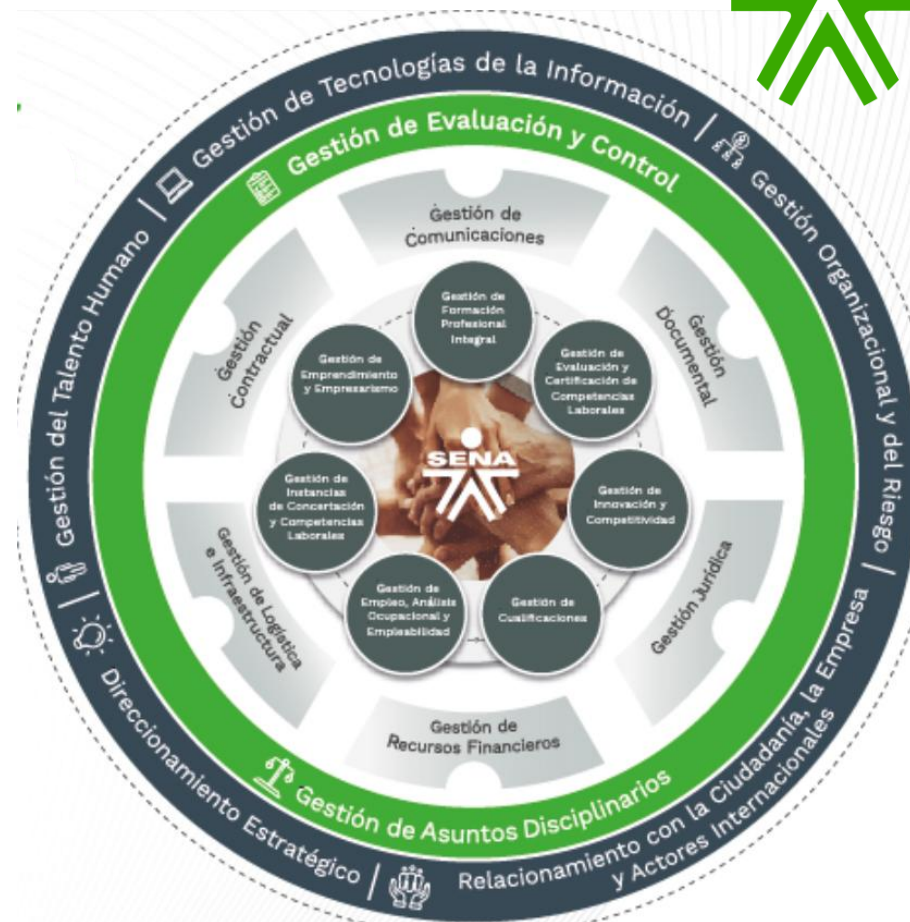 Gestión de Tecnologías de la Información
Gestión Organizacional y del Riesgo
Relacionamiento con la Ciudadanía, la Empresa
y Actores Internacionales
Direccionamiento Estratégico
Gestión del Talento Humano
Gestión de Evaluación y Control
Gestión de Asuntos Disciplinarios
Gestión de
Comunicaciones
Gestión
Documental
Gestión Jurídica
Gestión de
Recursos Financieros
Gestión de Logística
e Infraestructura
Gestión
Contractual
Gestión de
Formación
Profesional
Integral
Gestión de
Evaluación y
Certificación de
Competencias
Laborales
Gestión de
Innovación y
Competitividad
Gestión de
Cualificaciones
Gestión de
Empleo, Análisis
Ocupacional y
Empleabilidad
Gestión de
Instancias
de Concertación
y Competencias
Laborales
Gestión de
Emprendimiento
y Empresarismo
SENA